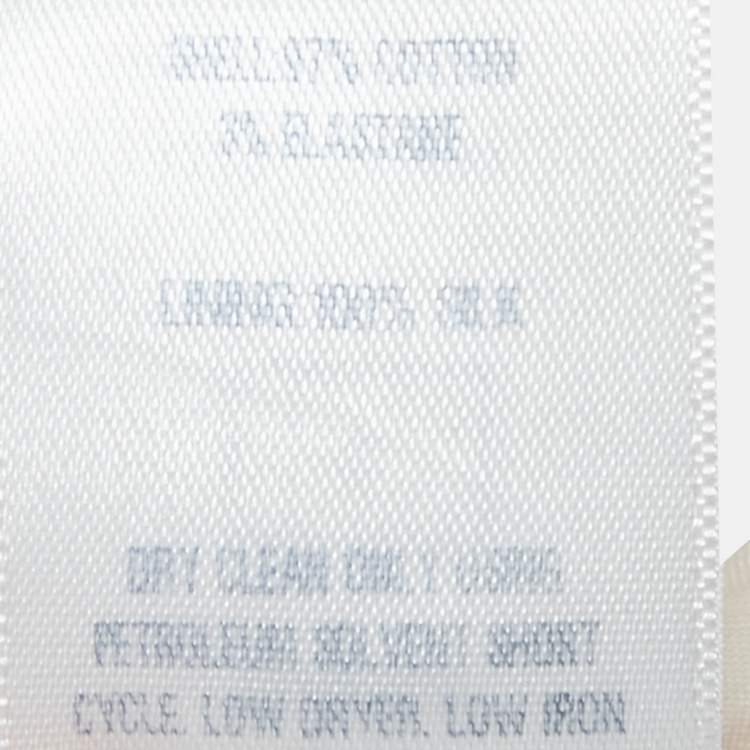 SHELL:97% COTTON
3% ELASTANE
LINING:100% SILK
DRY CLEAN ONLY USING
PETROLEUM SOLVENT SHORT
CYCLE. LOW DRYER. LOW IRON